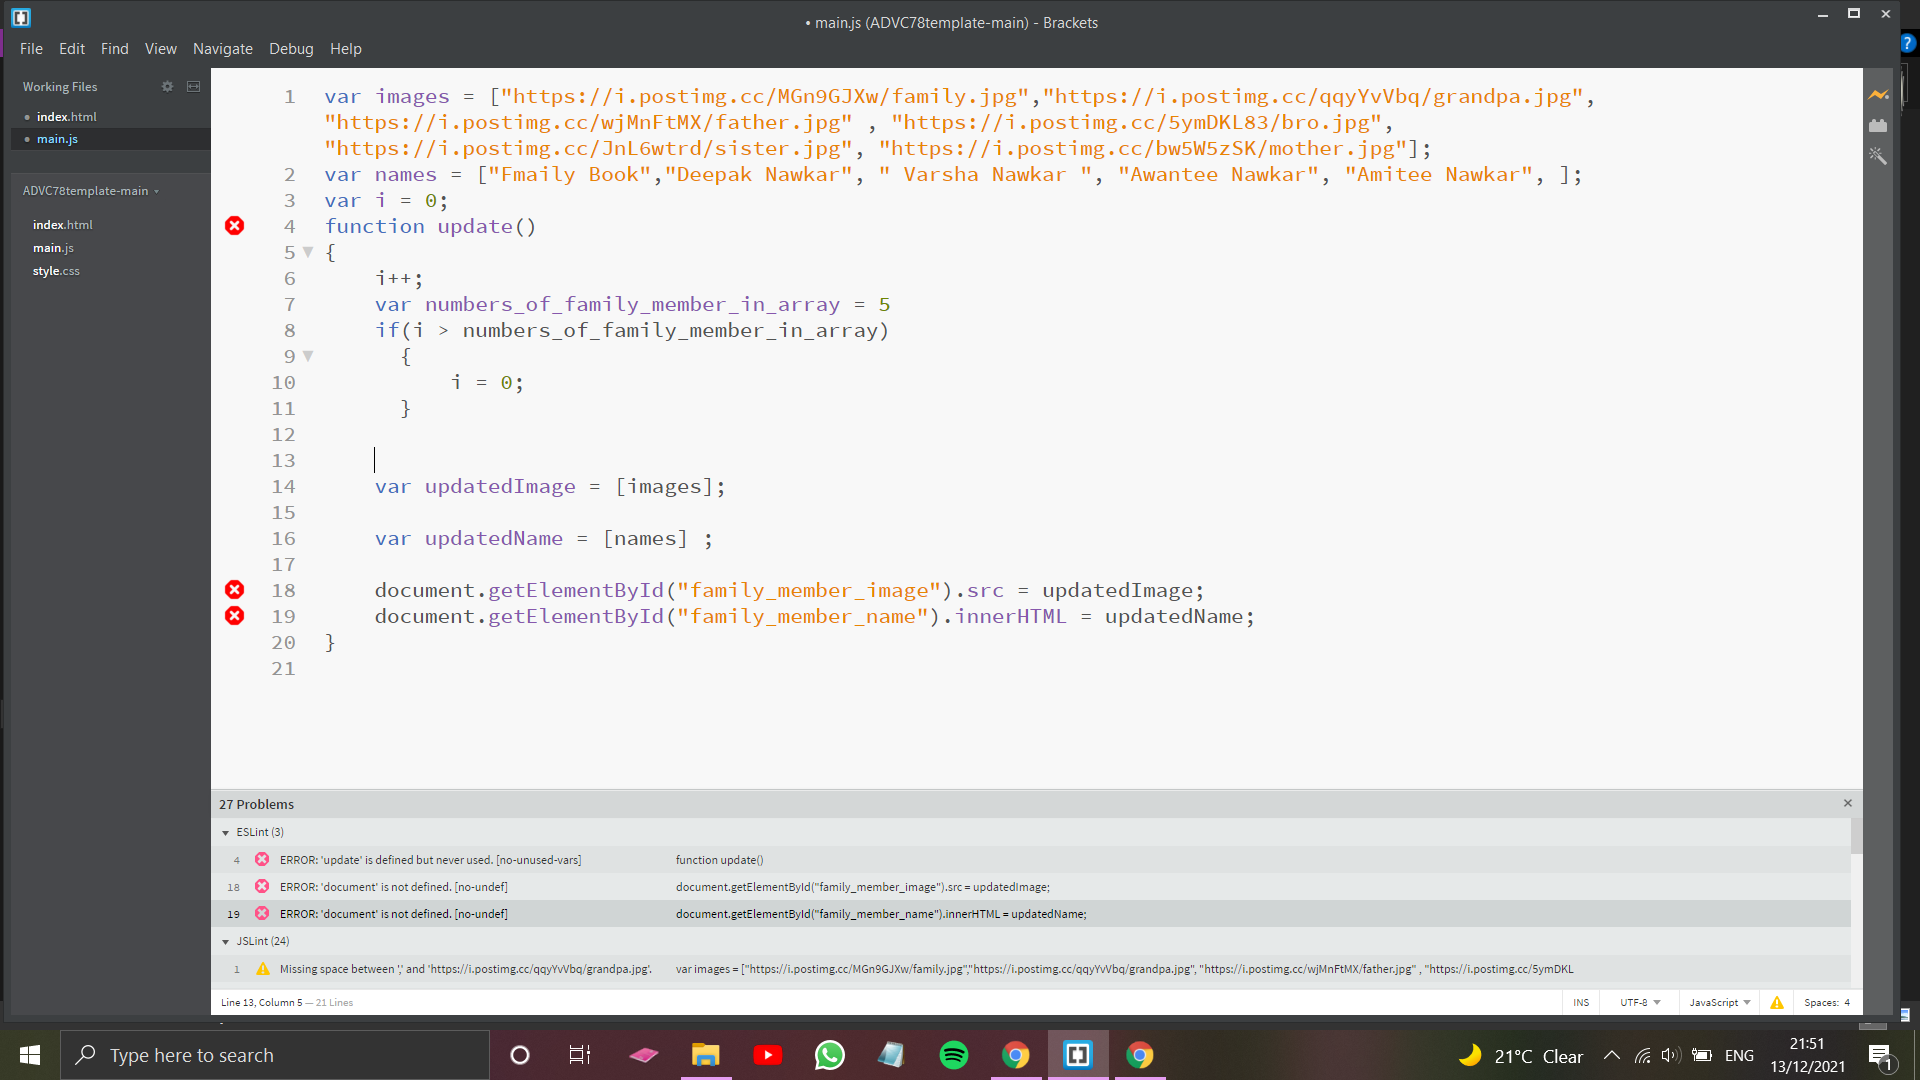 • main.js (ADVC78template-main) - Brackets
File Edit Find View Navigate Debug Help
Working Files
index.html
main.js
ADVC78template-main
index.html
main.js
style.css
1 var images = ["https://i.postimg.cc/MGn9GJXw/family.jpg","https://i.postimg.cc/qqyYvVbq/grandpa.jpg",
"https://i.postimg.cc/wjMnFtMX/father.jpg" , "https://i.postimg.cc/5ymDKL83/bro.jpg",
"https://i.postimg.cc/JnL6wtrd/sister.jpg", "https://i.postimg.cc/bw5W5zSK/mother.jpg"];
2 var names = ["Fmaily Book","Deepak Nawkar", " Varsha Nawkar ", "Awantee Nawkar", "Amitee Nawkar", ];
3 var i = 0;
4 function update()
5 {
6 i++;
7 var numbers_of_family_member_in_array = 5
8 if(i > numbers_of_family_member_in_array)
9 {
10 i = 0;
11 }
12
13
14 var updatedImage = [images];
15
16 var updatedName = [names] ;
17
18 document.getElementById("family_member_image").src = updatedImage;
19 document.getElementById("family_member_name").innerHTML = updatedName;
20 }
21
27 Problems
ESLint (3)
4 ERROR: 'update' is defined but never used. [no-unused-vars] function update()
18 ERROR: 'document' is not defined. [no-undef] document.getElementById("family_member_image").src = updatedImage;
19 ERROR: 'document' is not defined. [no-undef] document.getElementById("family_member_name").innerHTML = updatedName;
JSLint (24)
1 Missing space between ',' and 'https://i.postimg.cc/qqyYvVbq/grandpa.jpg'. var images = ["https://i.postimg.cc/MGn9GJXw/family.jpg","https://i.postimg.cc/qqyYvVbq/grandpa.jpg", "https://i.postimg.cc/wjMnFtMX/father.jpg" , "https://i.postimg.cc/5ymDKL
Line 13, Column 5 — 21 Lines INS UTF-8 JavaScript Spaces: 4
Type here to search
21°C Clear ENG
21:51
13/12/2021
1